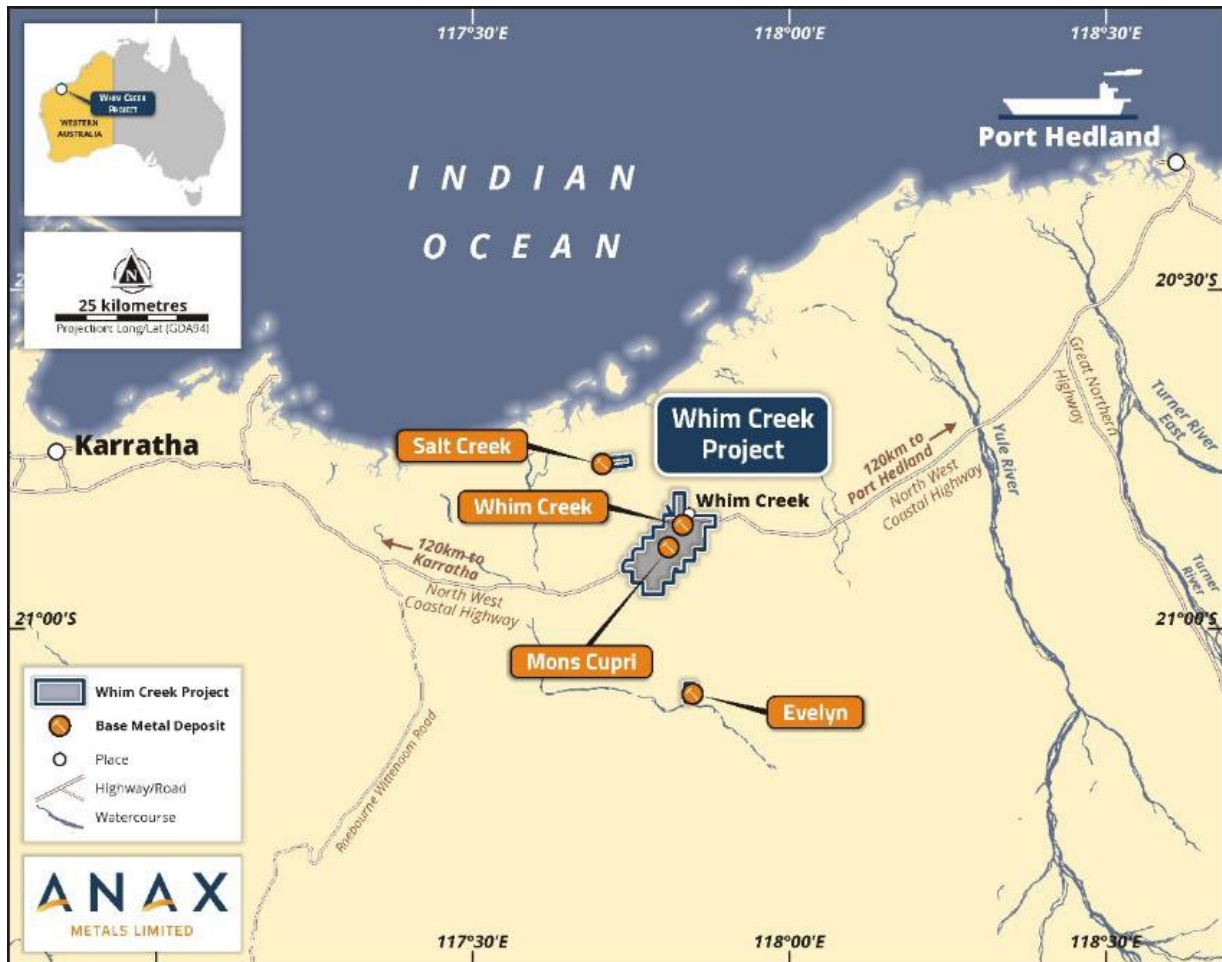 117°30'E
118°00'E
118°30'E
WHIM CREEK
PROJECT
WESTERN
AUSTRALIA
Port Hedland
INDIAN
OCEAN
N
25 kilometres
Projection: Long/Lat (GDA94)
20°30'S
Great Northern
Highway
Turner River
East
Whim Creek
Project
Karratha
Salt Creek
120km to
Port Hedland
North West
Coastal Highway
Yule River
Whim Creek
Whim Creek
120km to
Karratha
North West
Coastal Highway
Turner
River
21°00'S
21°00'S
Mons Cupri
Evelyn
Whim Creek Project
Base Metal Deposit
Place
Highway/Road
Watercourse
Roebourne Wittenoom Road
ANAX
METALS LIMITED
117°30'E
118°00'E
118°30'E